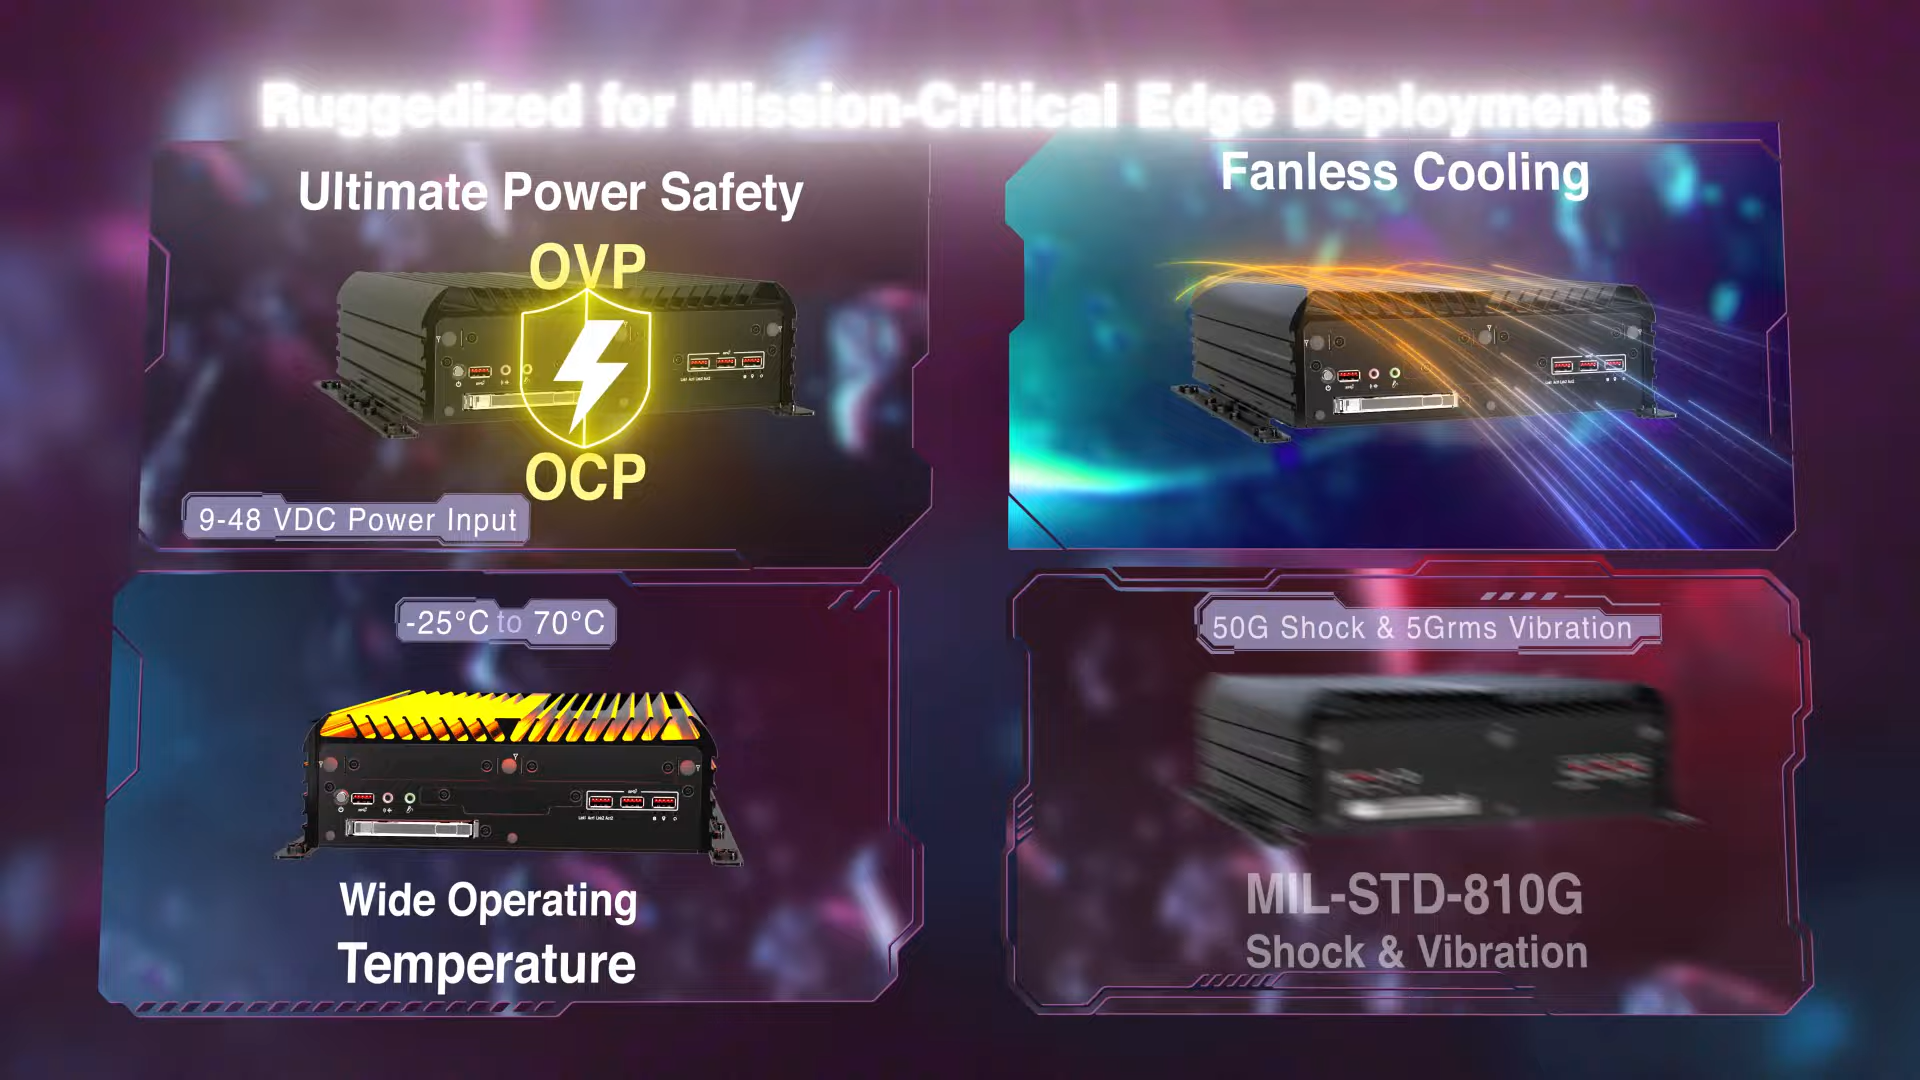 Ruggedized for Mission-Critical Edge Deployments
Ultimate Power Safety
OVP
OCP
9-48 VDC Power Input
Fanless Cooling
-25°C to 70°C
Wide Operating
Temperature
50G Shock & 5Grms Vibration
MIL-STD-810G
Shock & Vibration